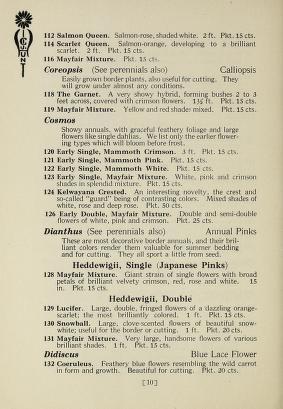 112 Salmon Queen. Salmon-rose, shaded white. 2 ft. Pkt. 15 cts.
114 Scarlet Queen. Salmon-orange, developing to a brilliant
scarlet. 2 ft. Pkt. 15 cts.
116 Mayfair Mixture. Pkt. 15 cts.
Coreopsis (See perennials also) Calliopsis
Easily grown border plants, also useful for cutting. They
will grow under almost any conditions.
118 The Garnet. A very showy hybrid, forming bushes 2 to 3
feet across, covered with crimson flowers. 1½ ft. Pkt. 15 cts.
119 Mayfair Mixture. Yellow and red shades mixed. Pkt. 15 cts.
Cosmos
Showy annuals, with graceful feathery foliage and large
flowers like single dahlias. We list only the earlier flower-
ing types which will bloom before frost.
120 Early Single, Mammoth Crimson. 3 ft. Pkt. 15 cts.
121 Early Single, Mammoth Pink. Pkt. 15 cts.
122 Early Single, Mammoth White. Pkt. 15 cts.
123 Early Single, Mayfair Mixture. White, pink and crimson
shades in splendid mixture. Pkt. 15 cts.
124 Kelwayana Crested. An interesting novelty, the crest and
so-called "guard" being of contrasting colors. Mixed shades of
white, rose and deep rose. Pkt. 50 cts.
126 Early Double, Mayfair Mixture. Double and semi-double
flowers of white, pink and crimson. Pkt. 25 cts.
Dianthus (See perennials also) Annual Pinks
These are most decorative border annuals, and their bril-
liant colors render them valuable for summer bedding
and for cutting. They all sport a little from seed.
Heddewigii, Single (Japanese Pinks)
128 Mayfair Mixture. Giant strain of single flowers with broad
petals of brilliant velvety crimson, red, rose and white. 15
in. Pkt. 15 cts.
Heddewigii, Double
129 Lucifer. Large, double, fringed flowers of a dazzling orange-
scarlet; the most brilliantly colored. 1 ft. Pkt. 15 cts.
130 Snowball. Large, clove-scented flowers of beautiful snow-
white; useful for the border or cutting. 1 ft. Pkt. 20 cts.
131 Mayfair Mixture. Very large, handsome flowers of various
brilliant shades. 1 ft. Pkt. 15 cts.
Didiscus Blue Lace Flower
132 Coeruleus. Feathery blue flowers resembling the wild carrot
in form and growth. Beautiful for cutting. Pkt. 20 cts.
[10]